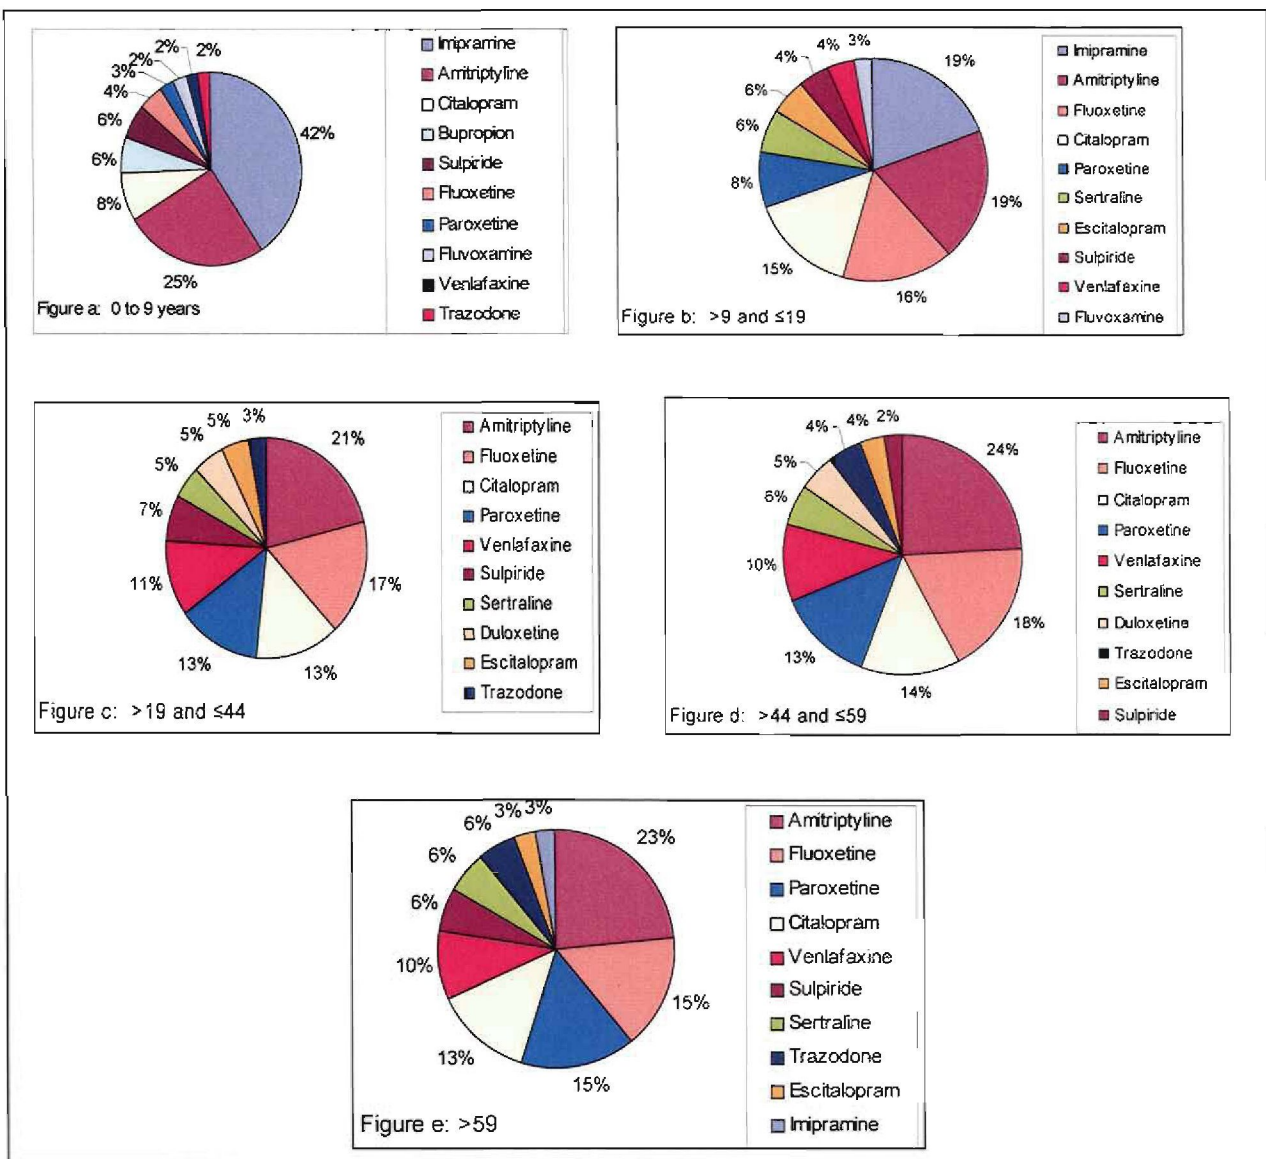 2%
2%
2%
3%
4%
6%
6%
8%
25%
42%
Imipramine
Amitriptyline
Citalopram
Bupropion
Sulpiride
Fluoxetine
Paroxetine
Fluvoxamine
Venlafaxine
Trazodone
Figure a: 0 to 9 years
3%
4%
4%
6%
6%
8%
15%
16%
19%
19%
Imipramine
Amitriptyline
Fluoxetine
Citalopram
Paroxetine
Sertraline
Escitalopram
Sulpiride
Venlafaxine
Fluvoxamine
Figure b: >9 and ≤19
3%
5%
5%
5%
7%
11%
13%
13%
17%
21%
Amitriptyline
Fluoxetine
Citalopram
Paroxetine
Venlafaxine
Sulpiride
Sertraline
Duloxetine
Escitalopram
Trazodone
Figure c: >19 and ≤44
2%
4%
4%
5%
6%
10%
13%
14%
18%
24%
Amitriptyline
Fluoxetine
Citalopram
Paroxetine
Venlafaxine
Sertraline
Duloxetine
Trazodone
Escitalopram
Sulpiride
Figure d: >44 and ≤59
3%
3%
6%
6%
6%
10%
13%
15%
15%
23%
Amitriptyline
Fluoxetine
Paroxetine
Citalopram
Venlafaxine
Sulpiride
Sertraline
Trazodone
Escitalopram
Imipramine
Figure e: >59